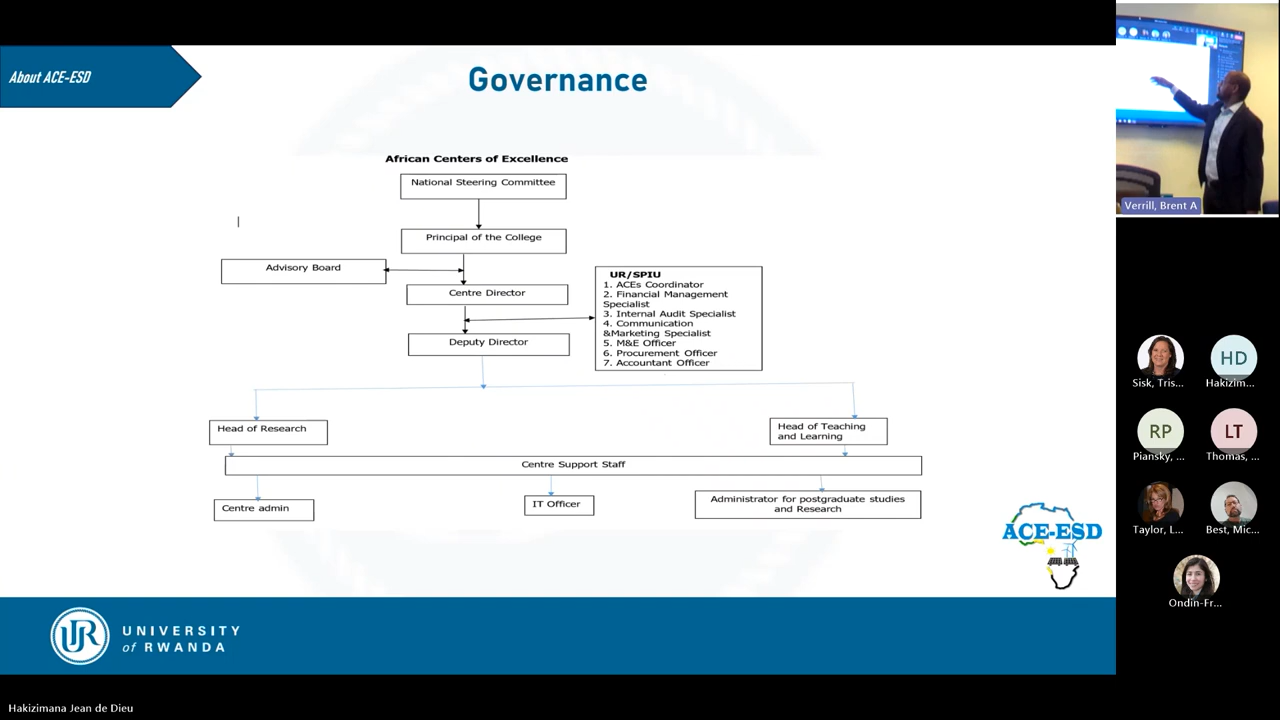 About ACE-ESD
Governance
African Centers of Excellence
National Steering Committee
Principal of the College
Advisory Board
Centre Director
UR/SPIU
1. ACEs Coordinator
2. Financial Management
Specialist
3. Internal Audit Specialist
4. Communication
&Marketing Specialist
5. M&E Officer
6. Procurement Officer
7. Accountant Officer
Deputy Director
Head of Research
Head of Teaching
and Learning
Centre Support Staff
Centre admin
IT Officer
Administrator for postgraduate studies
and Research
ACE-ESD
UR
UNIVERSITY
of RWANDA
Hakizimana Jean de Dieu
Verrill, Brent A
Sisk, Tris...
HD
Hakizim...
RP
Piansky, ...
LT
Thomas, ...
Taylor, L...
Best, Mic...
Ondin-Fr...